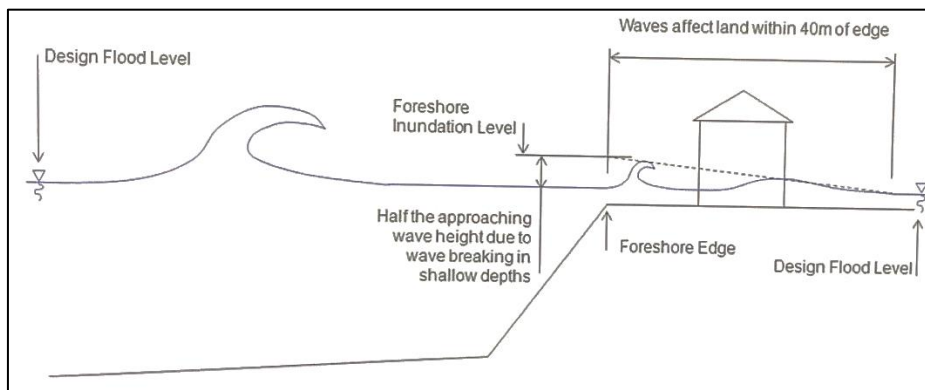 Waves affect land within 40m of edge
Design Flood Level
Foreshore
Inundation Level
Half the approaching
wave height due to
wave breaking in
shallow depths
Foreshore Edge
Design Flood Level